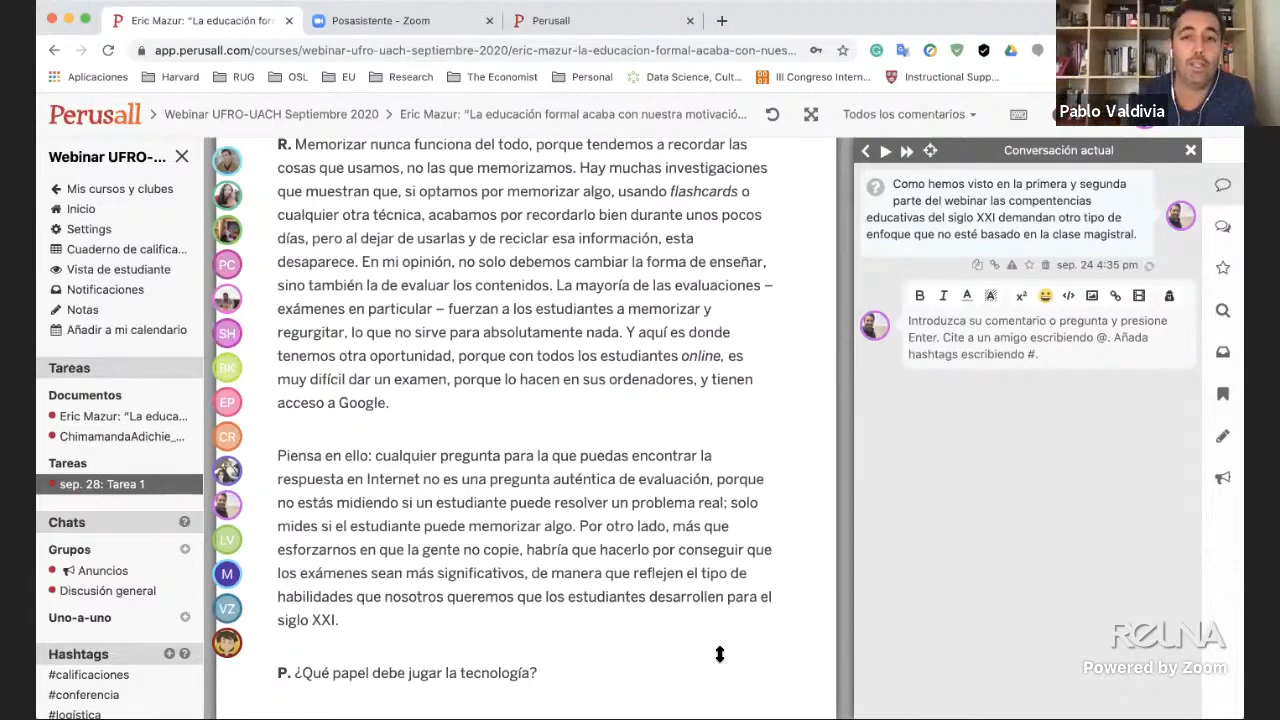 Eric Mazur: “La educación forn
Posasistente - Zoom
Perusall
app.perusall.com/courses/webinar-ufro-uach-septiembre-2020/eric-mazur-la-educacion-formal-acaba-con-nues...
Aplicaciones
Harvard
RUG
OSL
EU
Research
The Economist
Personal
Data Science, Cult...
III Congreso Intern...
Instructional Supp...
Pablo Valdivia
Perusall
Webinar UFRO-UACH Septiembre 2020
Eric Mazur: “La educación formal acaba con nuestra motivació...
Todos los comentarios
Webinar UFRO-...
Mis cursos y clubes
Inicio
Settings
Cuaderno de califica...
Vista de estudiante
Notificaciones
Notas
Añadir a mi calendario
Tareas
Documentos
Eric Mazur: “La educa...
ChimamandaAdichie_...
Tareas
sep. 28: Tarea 1
Chats
Grupos
Anuncios
Discusión general
Uno-a-uno
Hashtags
#calificaciones
#conferencia
#logística
PC
SH
BK
EP
CR
LV
M
VZ
R. Memorizar nunca funciona del todo, porque tendemos a recordar las
cosas que usamos, no las que memorizamos. Hay muchas investigaciones
que muestran que, si optamos por memorizar algo, usando flashcards o
cualquier otra técnica, acabamos por recordarlo bien durante unos pocos
días, pero al dejar de usarlas y de reciclar esa información, esta
desaparece. En mi opinión, no solo debemos cambiar la forma de enseñar,
sino también la de evaluar los contenidos. La mayoría de las evaluaciones –
exámenes en particular – fuerzan a los estudiantes a memorizar y
regurgitar, lo que no sirve para absolutamente nada. Y aquí es donde
tenemos otra oportunidad, porque con todos los estudiantes online, es
muy difícil dar un examen, porque lo hacen en sus ordenadores, y tienen
acceso a Google.
Piensa en ello: cualquier pregunta para la que puedas encontrar la
respuesta en Internet no es una pregunta auténtica de evaluación, porque
no estás midiendo si un estudiante puede resolver un problema real; solo
mides si el estudiante puede memorizar algo. Por otro lado, más que
esforzarnos en que la gente no copie, habría que hacerlo por conseguir que
los exámenes sean más significativos, de manera que reflejen el tipo de
habilidades que nosotros queremos que los estudiantes desarrollen para el
siglo XXI.
P. ¿Qué papel debe jugar la tecnología?
Conversación actual
Como hemos visto en la primera y segunda
parte del webinar las compentencias
educativas del siglo XXI demandan otro tipo de
enfoque que no esté basado en la clase magistral.
sep. 24 4:35 pm
Introduzca su comentario o pregunta y presione
Enter. Cite a un amigo escribiendo @. Añada
hashtags escribiendo #.
REUNA
Powered by Zoom